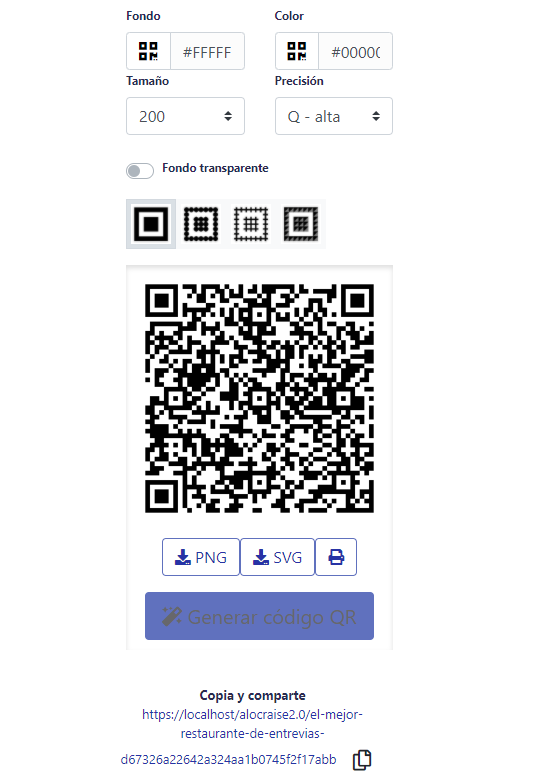 Fondo Color
#FFFFF #0000(
Tamaño Precisión
200 Q - alta
Fondo transparente
PNG SVG
Generar código QR
Copia y comparte
https://localhost/alocraise2.0/el-mejor-
restaurante-de-entrevias-
d67326a22642a324aa1b0745f2f17abb